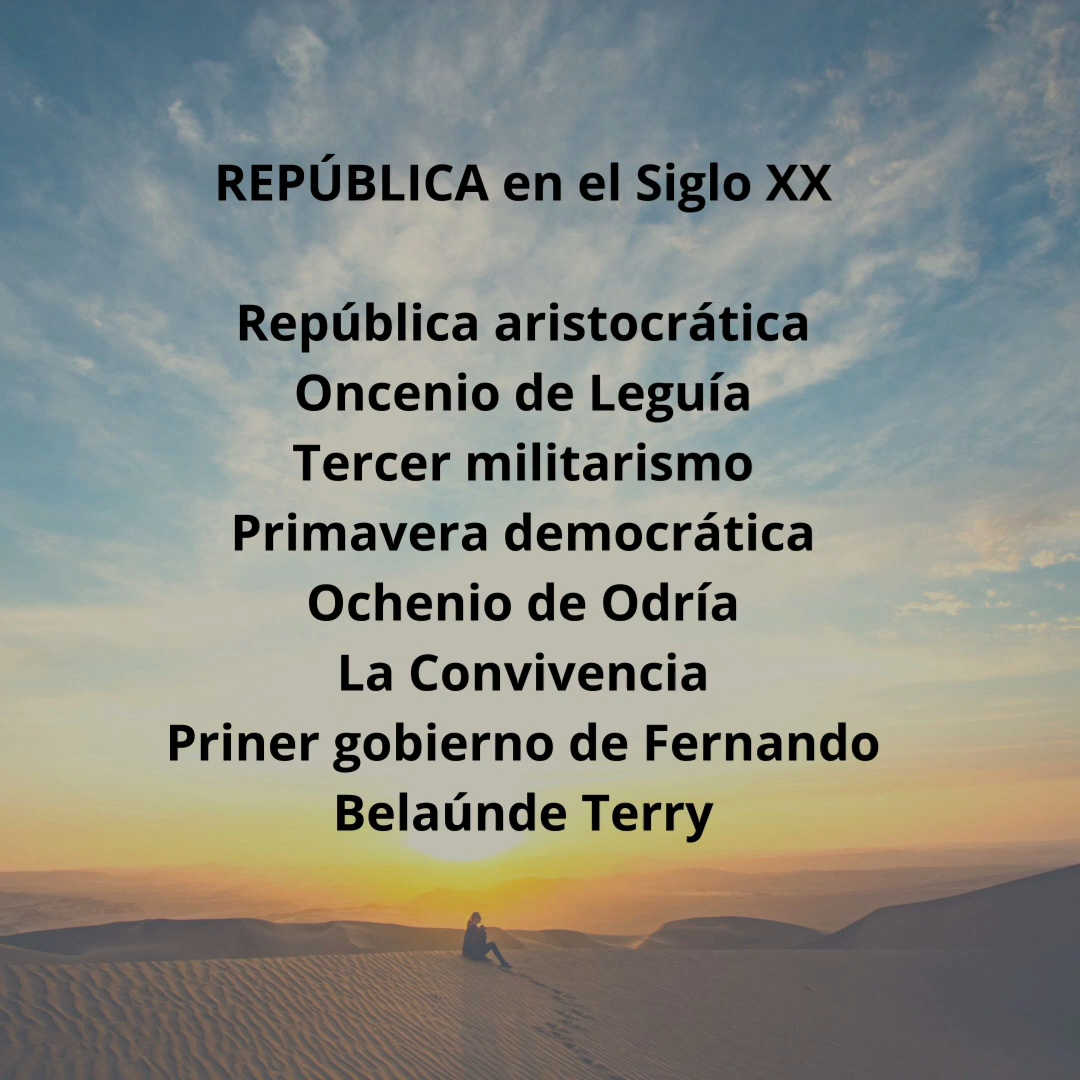 REPÚBLICA en el Siglo XX
República aristocrática
Oncenio de Leguía
Tercer militarismo
Primavera democrática
Ochenio de Odría
La Convivencia
Priner gobierno de Fernando
Belaúnde Terry